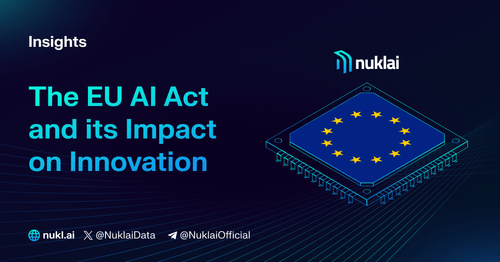 Insights
nuklai
The EU AI Act
and its Impact
on Innovation
nukl.ai @NuklaiData @NuklaiOfficial